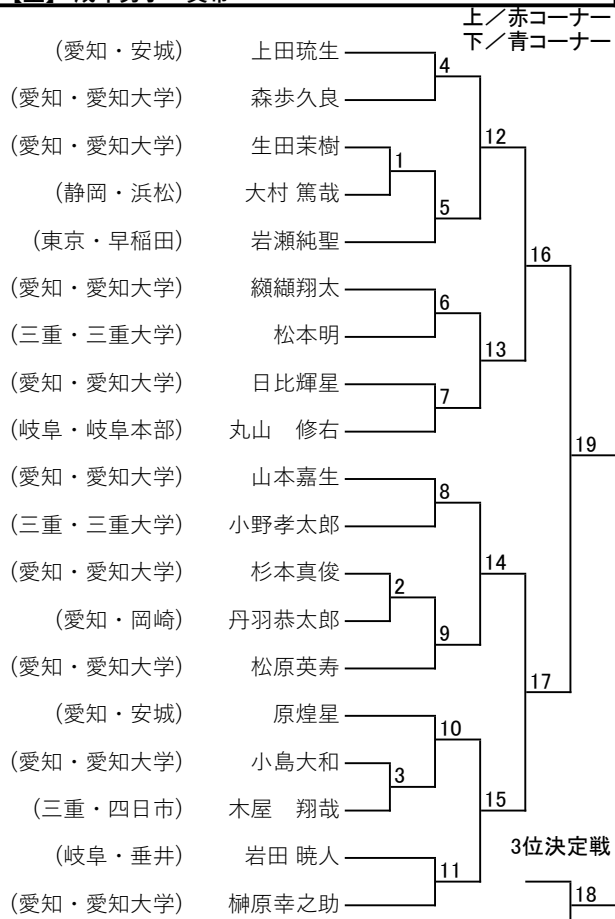 上／赤コーナー
下／青コーナー
(愛知・安城) 上田琉生
4
(愛知・愛知大学) 森歩久良
12
(愛知・愛知大学) 生田茉樹
1
(静岡・浜松) 大村 篤哉
5
(東京・早稲田) 岩瀬純聖
16
(愛知・愛知大学) 纐纈翔太
6
(三重・三重大学) 松本明
13
(愛知・愛知大学) 日比輝星
7
(岐阜・岐阜本部) 丸山　修右
19
(愛知・愛知大学) 山本嘉生
8
(三重・三重大学) 小野孝太郎
14
(愛知・愛知大学) 杉本真俊
2
(愛知・岡崎) 丹羽恭太郎
9
(愛知・愛知大学) 松原英寿
17
(愛知・安城) 原煌星
10
(愛知・愛知大学) 小島大和
3
(三重・四日市) 木屋　翔哉
15
3位決定戦
(岐阜・垂井) 岩田 暁人
11
18
(愛知・愛知大学) 榊原幸之助